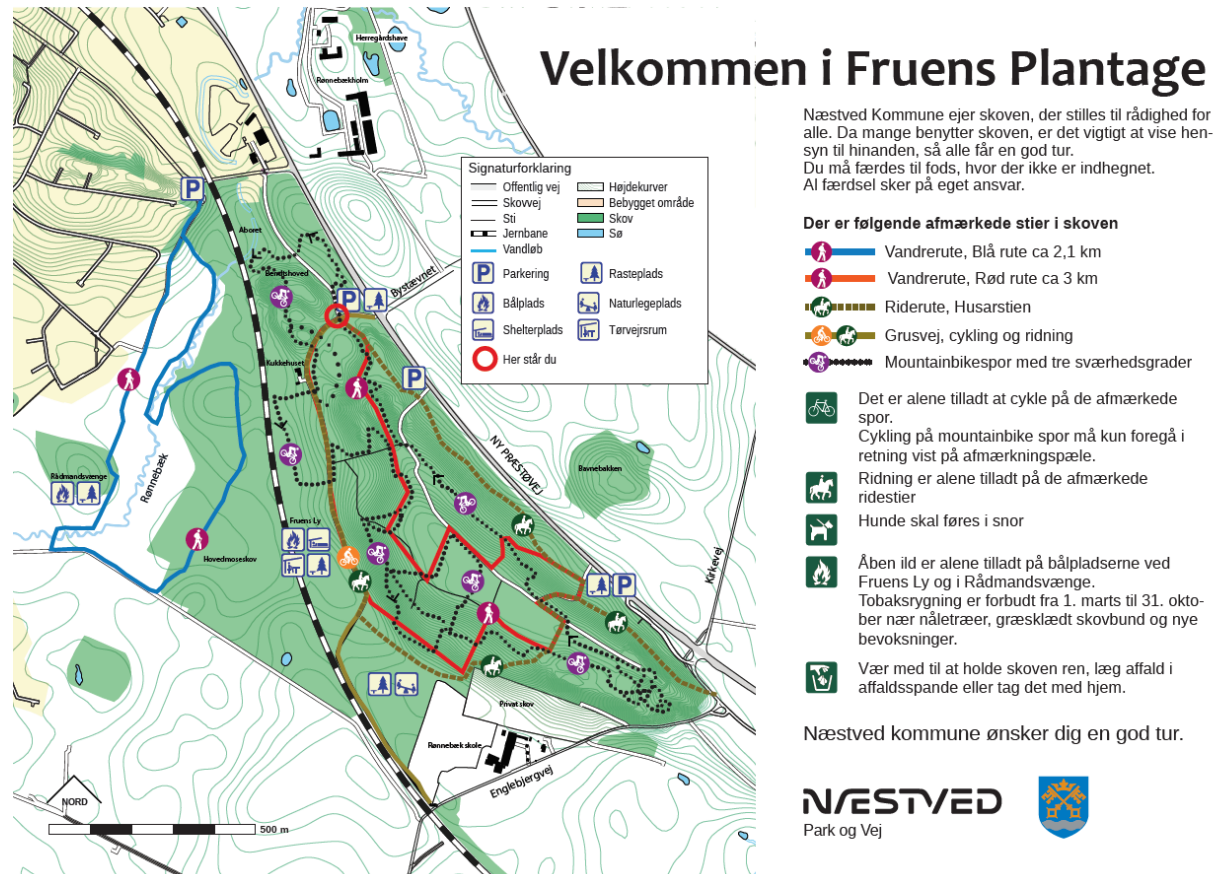 Velkommen i Fruens Plantage
Næstved Kommune ejer skoven, der stilles til rådighed for
alle. Da mange benytter skoven, er det vigtigt at vise hen-
syn til hinanden, så alle får en god tur.
Du må færdes til fods, hvor der ikke er indhegnet.
Al færdsel sker på eget ansvar.
Der er følgende afmærkede stier i skoven
Vandrerute, Blå rute ca 2,1 km
Vandrerute, Rød rute ca 3 km
Riderute, Husarstien
Grusvej, cykling og ridning
Mountainbikespor med tre sværhedsgrader
Det er alene tilladt at cykle på de afmærkede
spor.
Cykling på mountainbike spor må kun foregå i
retning vist på afmærkningspæle.
Ridning er alene tilladt på de afmærkede
ridestier
Hunde skal føres i snor
Åben ild er alene tilladt på bålpladserne ved
Fruens Ly og i Rådmandsvænge.
Tobaksrygning er forbudt fra 1. marts til 31. okto-
ber nær nåletræer, græsklædt skovbund og nye
bevoksninger.
Vær med til at holde skoven ren, læg affald i
affaldsspande eller tag det med hjem.
Næstved kommune ønsker dig en god tur.
NÆSTVED
Park og Vej
Signaturforklaring
Offentlig vej
Skovvej
Sti
Jernbane
Vandløb
Højdekurver
Bebygget område
Skov
Sø
P Parkering
Rasteplads
Bålplads
Naturlegeplads
Shelterplads
Tørvejrsrum
Her står du
Herregårdshave
Rønnebækholm
P
Aboret
Bendtshoved
P
Bystævnet
Kukkehuset
P
NY PRÆSTØVEJ
Bavnebakken
Rådmandsvænge
Rønnebæk
Fruens Ly
Hovedmoseskov
Kirkevej
P
Privat skov
Rønnebæk skole
Englebjergvej
NORD
500 m